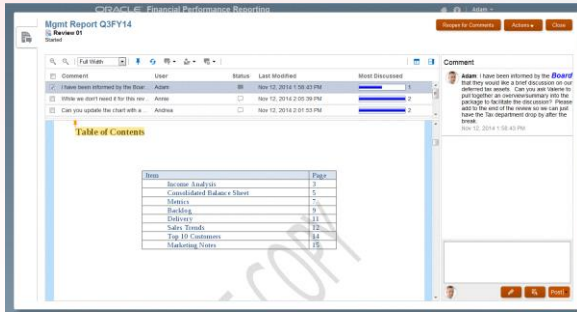 ORACLE Financial Performance Reporting
Adam
Mgmt Report Q3FY14
Review 01
Started
Reopen for Comments
Actions
Close
Full Width
Comment
User
Status
Last Modified
Most Discussed
I have been informed by the Boar...
Adam
Nov 12, 2014 1:58:43 PM
1
While we don't need it for this rev...
Annie
Nov 12, 2014 2:00:39 PM
2
Can you update the chart with a ...
Andrea
Nov 12, 2014 2:01:53 PM
2
Table of Contents
Item Page
Income Analysis 3
Consolidated Balance Sheet 5
Metrics 7
Backlog 9
Delivery 11
Sales Trends 12
Top 10 Customers 14
Marketing Notes 15
COPY
Comment
Adam: I have been informed by the Board
that they would like a brief discussion on our
deferred tax assets. Can you ask Valerie to
put together an overview/summary into the
package to facilitate the discussion? Please
add to the end of the review so we can just
have the Tax department drop by after the
break.
Nov 12, 2014 1:58:43 PM
Post